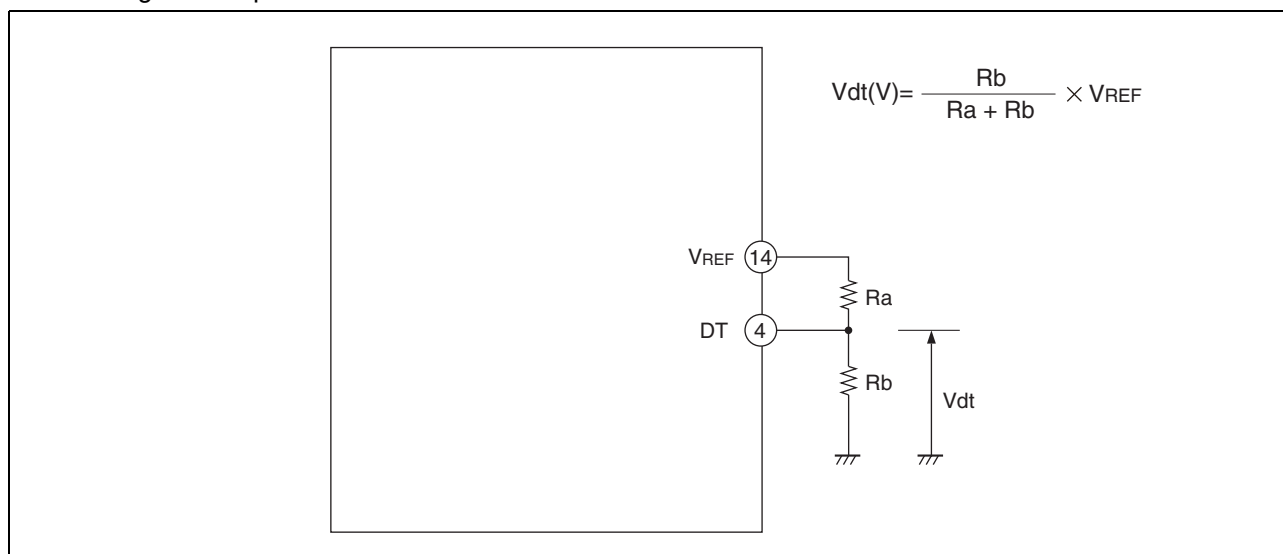 Vdt(V)= Rb / Ra + Rb × VREF
VREF 14
Ra
DT 4
Rb
Vdt